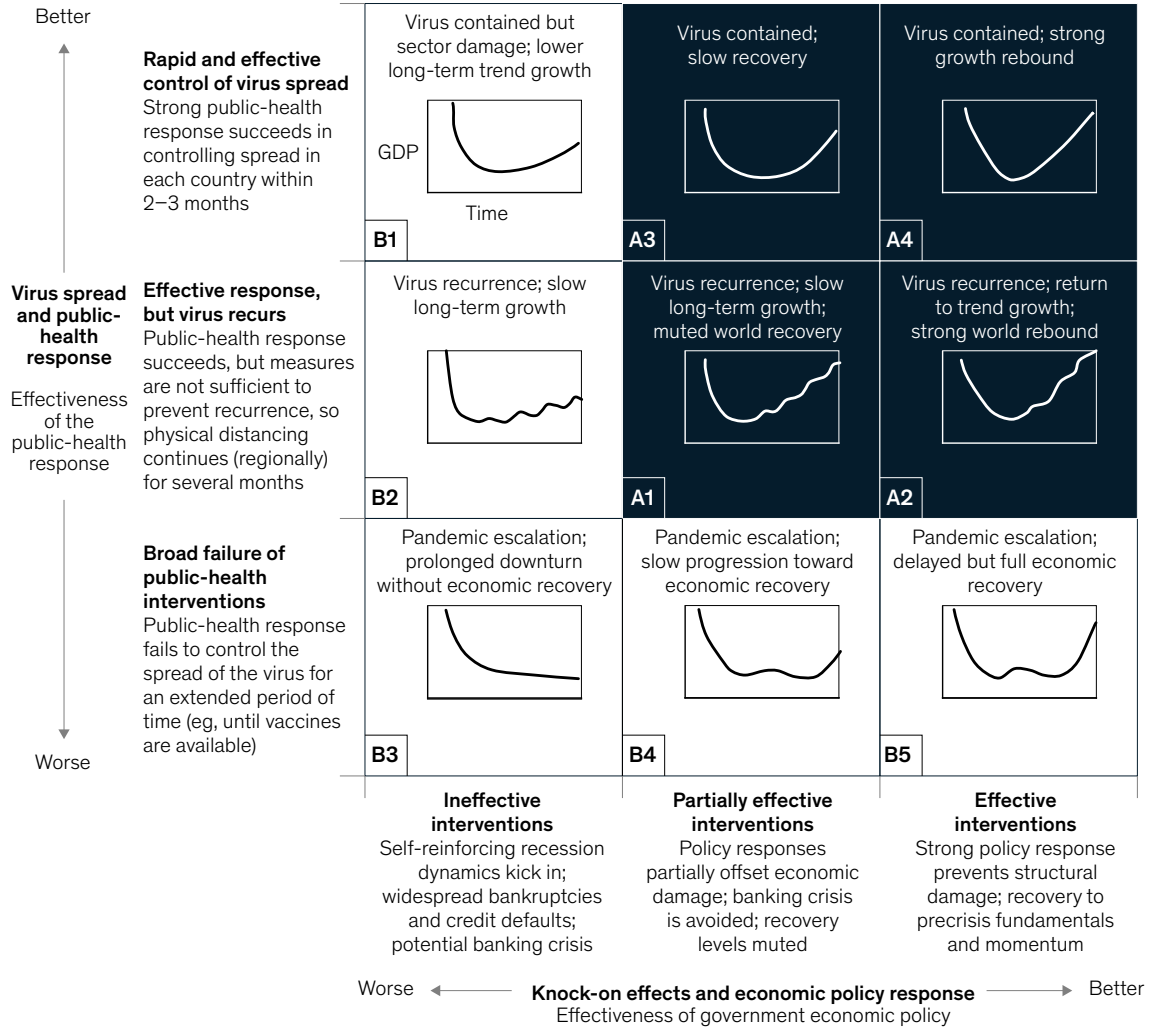 Better
Rapid and effective
control of virus spread
Strong public-health
response succeeds in
controlling spread in
each country within
2–3 months
Virus contained but
sector damage; lower
long-term trend growth
GDP
Time
B1
Virus contained;
slow recovery
A3
Virus contained; strong
growth rebound
A4
Virus spread
and public-
health
response
Effectiveness
of the
public-health
response
Effective response,
but virus recurs
Public-health response
succeeds, but measures
are not sufficient to
prevent recurrence, so
physical distancing
continues (regionally)
for several months
Virus recurrence; slow
long-term growth
B2
Virus recurrence; slow
long-term growth;
muted world recovery
A1
Virus recurrence; return
to trend growth;
strong world rebound
A2
Broad failure of
public-health
interventions
Public-health response
fails to control the
spread of the virus for
an extended period of
time (eg, until vaccines
are available)
Worse
Pandemic escalation;
prolonged downturn
without economic recovery
B3
Pandemic escalation;
slow progression toward
economic recovery
B4
Pandemic escalation;
delayed but full economic
recovery
B5
Ineffective
interventions
Self-reinforcing recession
dynamics kick in;
widespread bankruptcies
and credit defaults;
potential banking crisis
Partially effective
interventions
Policy responses
partially offset economic
damage; banking crisis
is avoided; recovery
levels muted
Effective
interventions
Strong policy response
prevents structural
damage; recovery to
precrisis fundamentals
and momentum
Worse
Knock-on effects and economic policy response
Effectiveness of government economic policy
Better